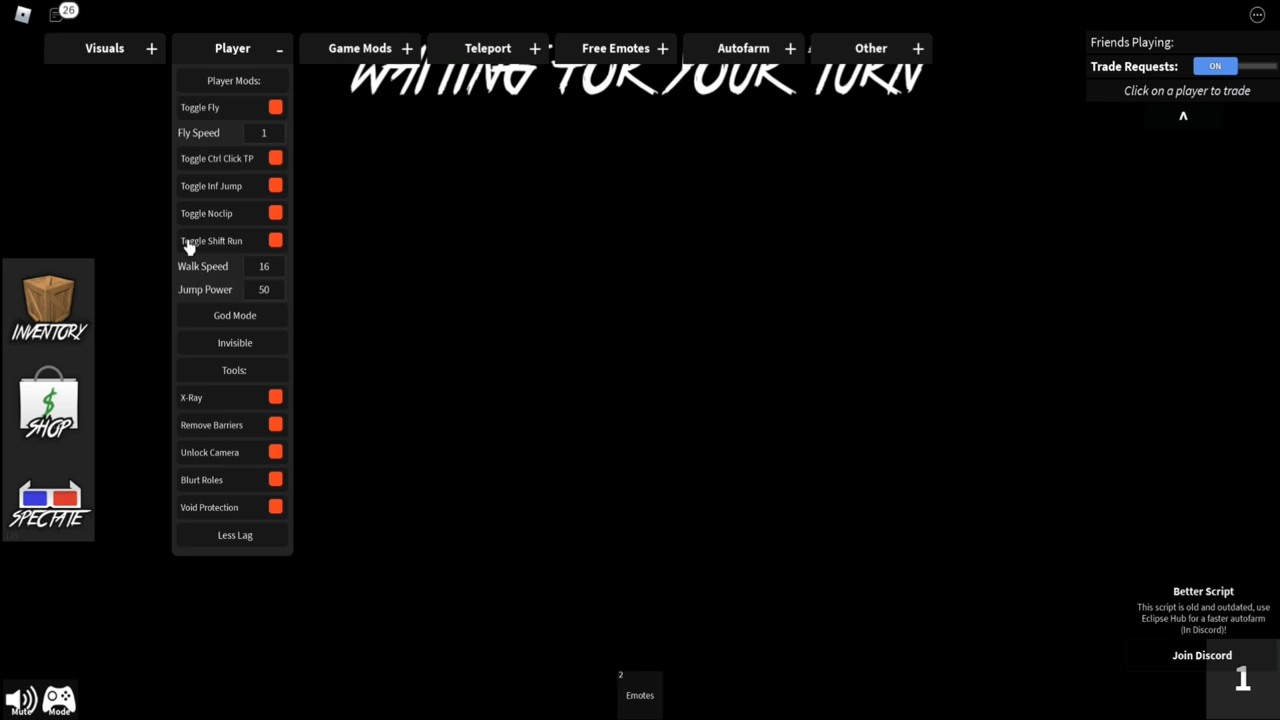 26
Visuals +
Player -
Game Mods +
Teleport +
Free Emotes +
Autofarm +
Other +
WAITING FOR YOUR TURN
Friends Playing:
Trade Requests: ON
Click on a player to trade
^
Player Mods:
Toggle Fly
Fly Speed 1
Toggle Ctrl Click TP
Toggle Inf Jump
Toggle Noclip
Toggle Shift Run
Walk Speed 16
Jump Power 50
God Mode
Invisible
Tools:
X-Ray
Remove Barriers
Unlock Camera
Blurt Roles
Void Protection
Less Lag
INVENTORY
$
SHOP
SPECTATE
Better Script
This script is old and outdated, use
Eclipse Hub for a faster autofarm
(In Discord)!
Join Discord
1
2
Emotes
Mute
Mode